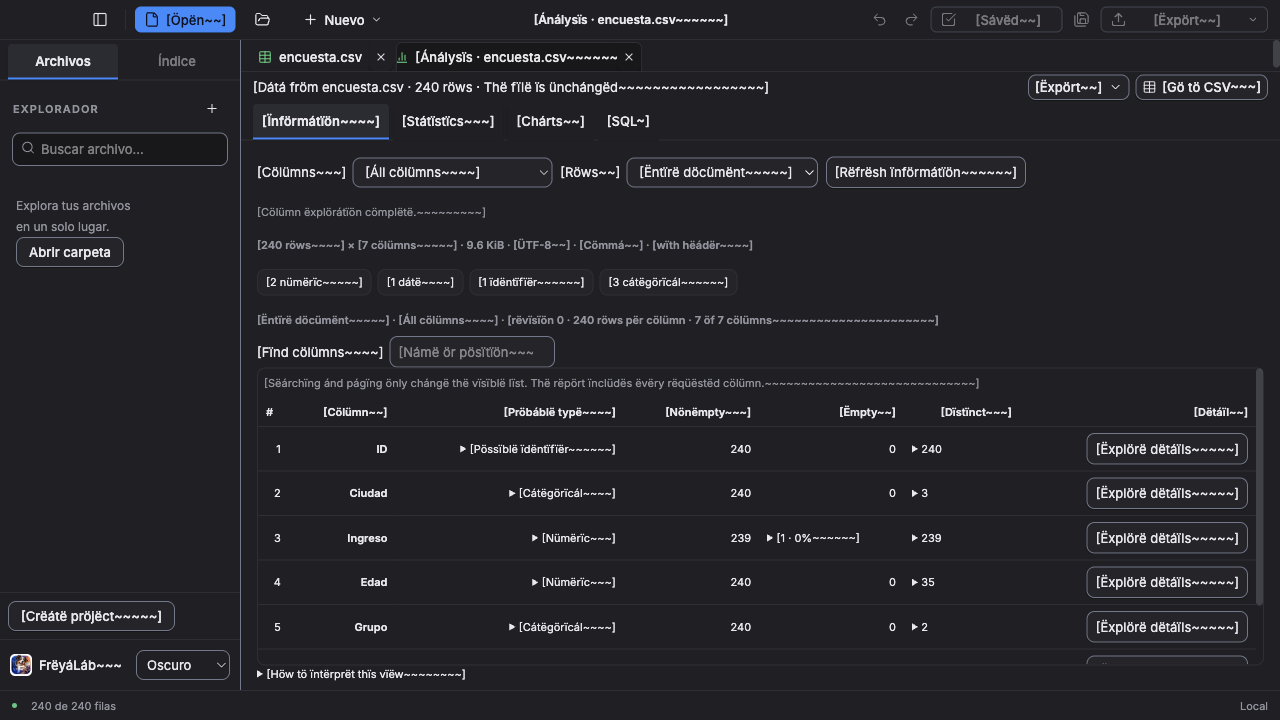 [Öpën~~]
Nuevo
[Ánálysïs · encuesta.csv~~~~~~]
[Sávëd~~]
[Ëxpört~~]
Archivos
Índice
encuesta.csv
[Ánálysïs · encuesta.csv~~~~~~
[Dátá fröm encuesta.csv · 240 röws · Thë fïlë ïs ünchángëd~~~~~~~~~~~~~~~~~]
[Ëxpört~~]
[Gö tö CSV~~~]
EXPLORADOR
Buscar archivo...
Explora tus archivos
en un solo lugar.
Abrir carpeta
[Ïnförmátïön~~~~]
[Státïstïcs~~~]
[Chárts~~]
[SQL~]
[Cölümns~~~]
[Áll cölümns~~~~]
[Röws~~]
[Ëntïrë döcümënt~~~~~]
[Rëfrësh ïnförmátïön~~~~~~]
[Cölümn ëxplörátïön cömplëtë.~~~~~~~~~]
[240 röws~~~~] × [7 cölümns~~~~~] · 9.6 KiB · [ÜTF-8~~] · [Cömmá~~] · [wïth hëádër~~~~]
[2 nümërïc~~~~~]
[1 dátë~~~~]
[1 ïdëntïfïër~~~~~~]
[3 cátëgörïcál~~~~~~]
[Ëntïrë döcümënt~~~~~] · [Áll cölümns~~~~] · [rëvïsïön 0 · 240 röws për cölümn · 7 öf 7 cölümns~~~~~~~~~~~~~~~~~~~~~~]
[Fïnd cölümns~~~~]
[Námë ör pösïtïön~~~
[Sëárchïng ánd págïng önly chángë thë vïsïblë lïst. Thë rëpört ïnclüdës ëvëry rëqüëstëd cölümn.~~~~~~~~~~~~~~~~~~~~~~~~~~~~]
# [Cölümn~~] [Pröbáblë typë~~~~] [Nönëmpty~~~] [Ëmpty~~] [Dïstïnct~~~] [Dëtáïl~~]
1 ID [Pössïblë ïdëntïfïër~~~~~~] 240 0 240 [Ëxplörë dëtáïls~~~~~]
2 Ciudad [Cátëgörïcál~~~~] 240 0 3 [Ëxplörë dëtáïls~~~~~]
3 Ingreso [Nümërïc~~~] 239 [1 · 0%~~~~~~] 239 [Ëxplörë dëtáïls~~~~~]
4 Edad [Nümërïc~~~] 240 0 35 [Ëxplörë dëtáïls~~~~~]
5 Grupo [Cátëgörïcál~~~~] 240 0 2 [Ëxplörë dëtáïls~~~~~]
[Höw tö ïntërprët thïs vïëw~~~~~~~~]
[Crëátë pröjëct~~~~~]
FrëyáLáb~~~
Oscuro
240 de 240 filas
Local